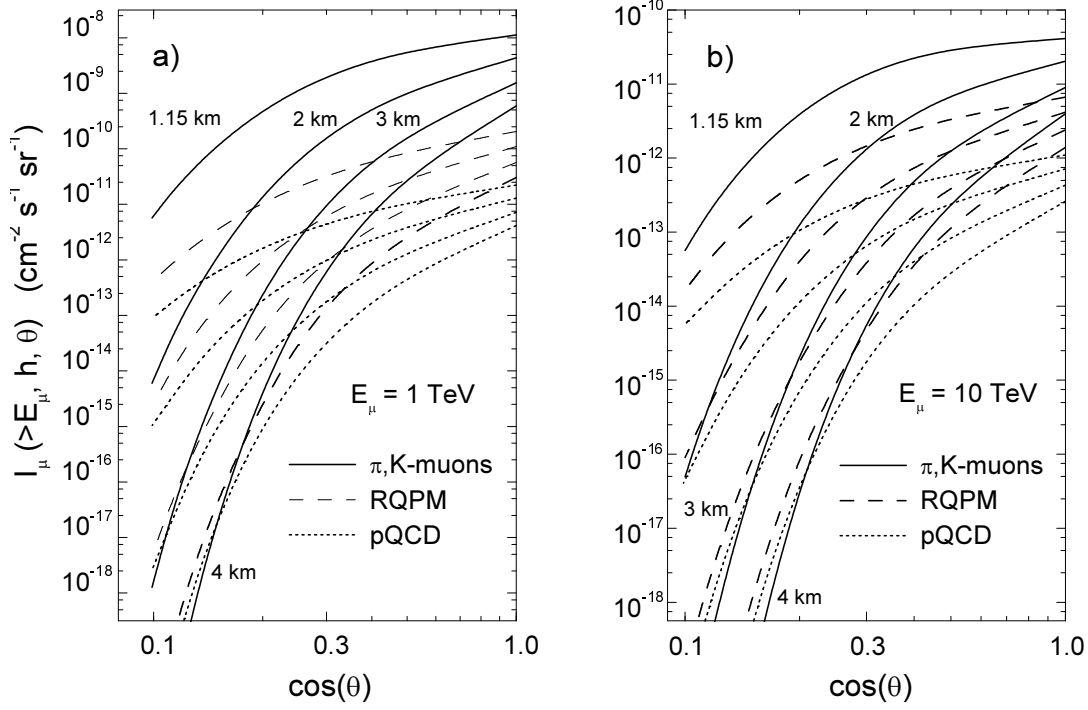 I_μ (>E_μ, h, θ) (cm⁻² s⁻¹ sr⁻¹)
10⁻⁸
10⁻⁹
10⁻¹⁰
10⁻¹¹
10⁻¹²
10⁻¹³
10⁻¹⁴
10⁻¹⁵
10⁻¹⁶
10⁻¹⁷
10⁻¹⁸
a)
1.15 km
2 km
3 km
E_μ = 1 TeV
π,K-muons
RQPM
pQCD
4 km
0.1
0.3
1.0
cos(θ)
10⁻¹⁰
10⁻¹¹
10⁻¹²
10⁻¹³
10⁻¹⁴
10⁻¹⁵
10⁻¹⁶
10⁻¹⁷
10⁻¹⁸
b)
1.15 km
2 km
E_μ = 10 TeV
π,K-muons
RQPM
pQCD
3 km
4 km
0.1
0.3
1.0
cos(θ)